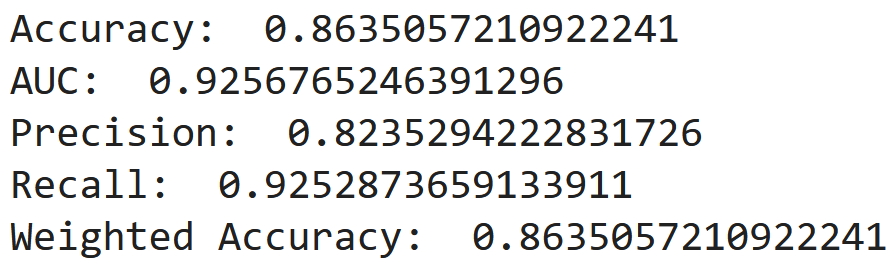 Accuracy:  0.8635057210922241
AUC:  0.9256765246391296
Precision:  0.8235294222831726
Recall:  0.9252873659133911
Weighted Accuracy:  0.8635057210922241